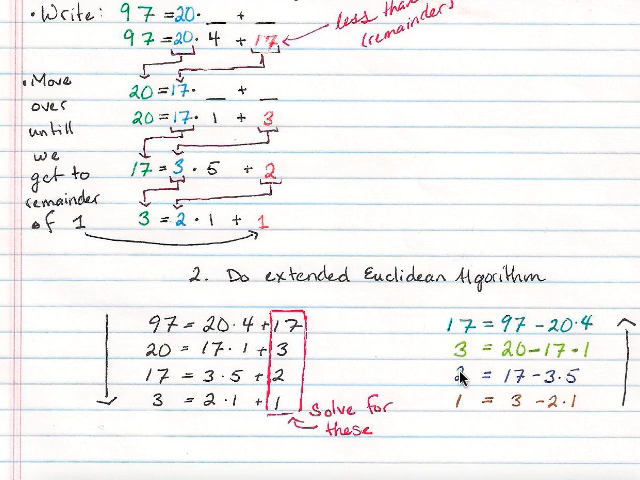 • Write: 97 = 20 · __ + __
97 = 20 · 4 + 17
less than
(remainder)
• Move over untill we get to remainder of 1
20 = 17 · __ + __
20 = 17 · 1 + 3
17 = 3 · 5 + 2
3 = 2 · 1 + 1
2. Do extended Euclidean Algorithm
97 = 20 · 4 + 17
20 = 17 · 1 + 3
17 = 3 · 5 + 2
3 = 2 · 1 + 1
Solve for
these
17 = 97 - 20 · 4
3 = 20 - 17 · 1
2 = 17 - 3 · 5
1 = 3 - 2 · 1